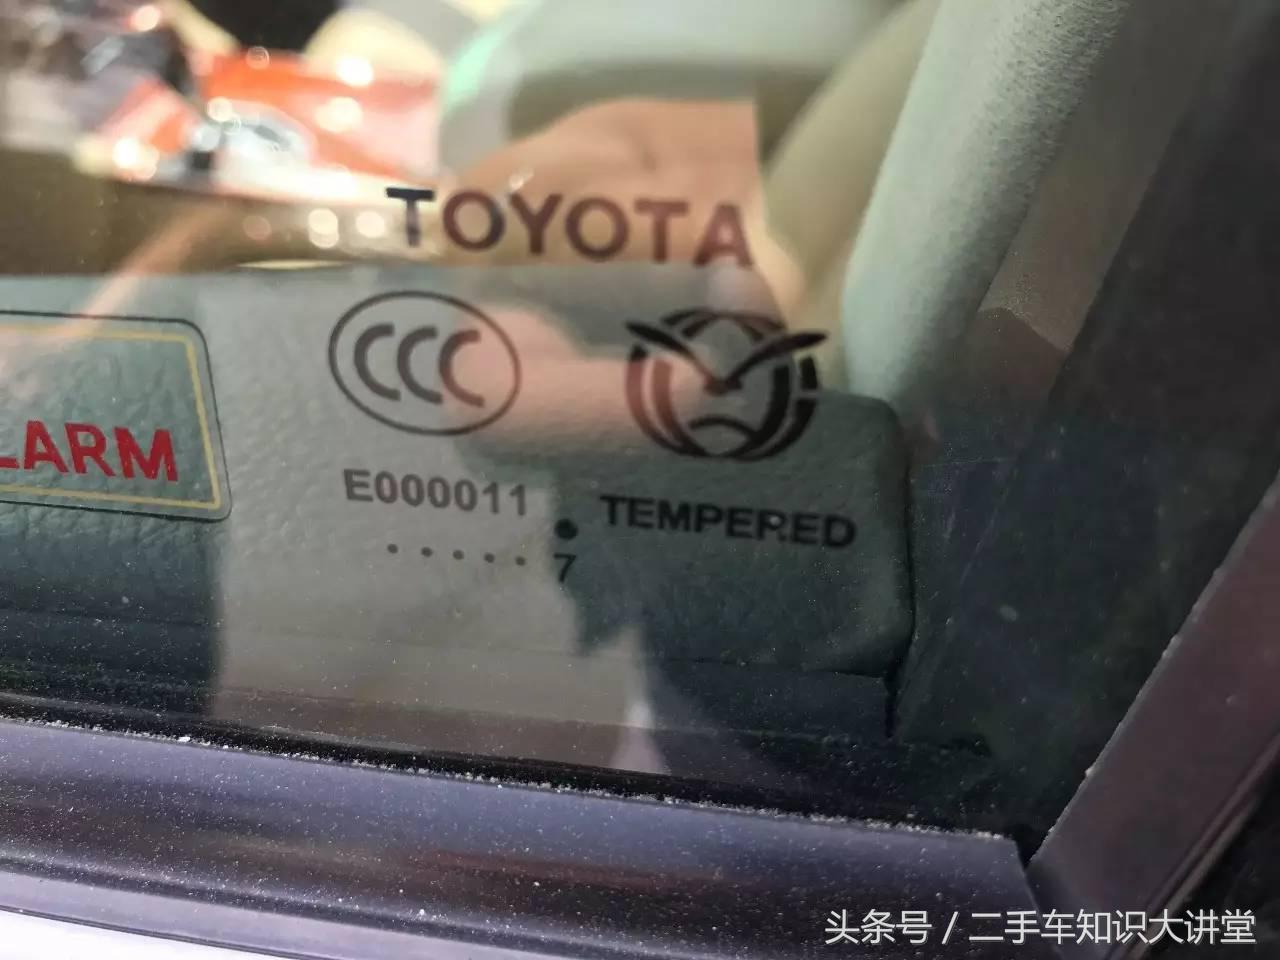 TOYOTA
CCC
LARM
E000011
TEMPERED
.....7
头条号 / 二手车知识大讲堂